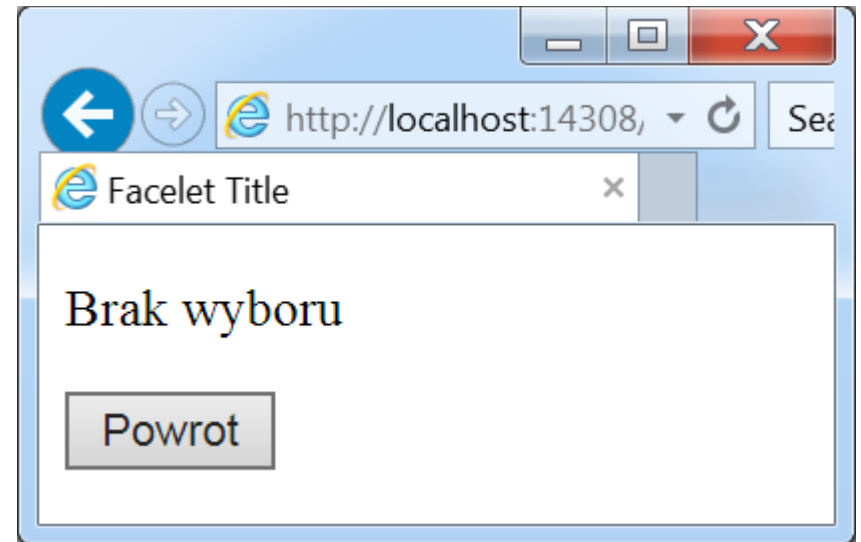 http://localhost:14308/
Sea
Facelet Title
Brak wyboru
Powrot